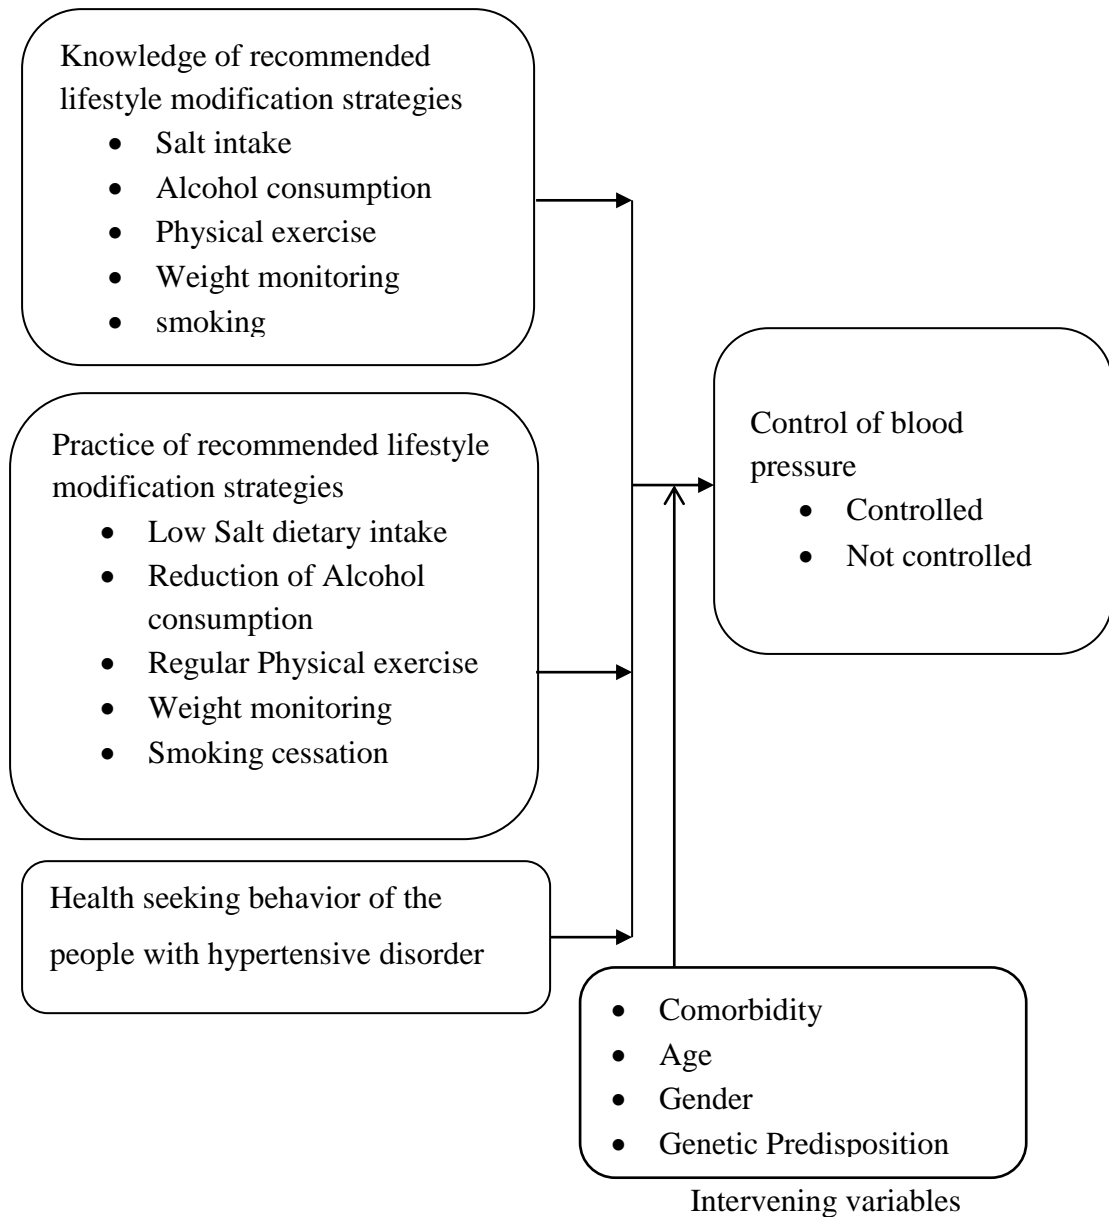 Knowledge of recommended
lifestyle modification strategies
• Salt intake
• Alcohol consumption
• Physical exercise
• Weight monitoring
• smoking
Practice of recommended lifestyle
modification strategies
• Low Salt dietary intake
• Reduction of Alcohol
consumption
• Regular Physical exercise
• Weight monitoring
• Smoking cessation
Health seeking behavior of the
people with hypertensive disorder
Control of blood
pressure
• Controlled
• Not controlled
• Comorbidity
• Age
• Gender
• Genetic Predisposition
Intervening variables